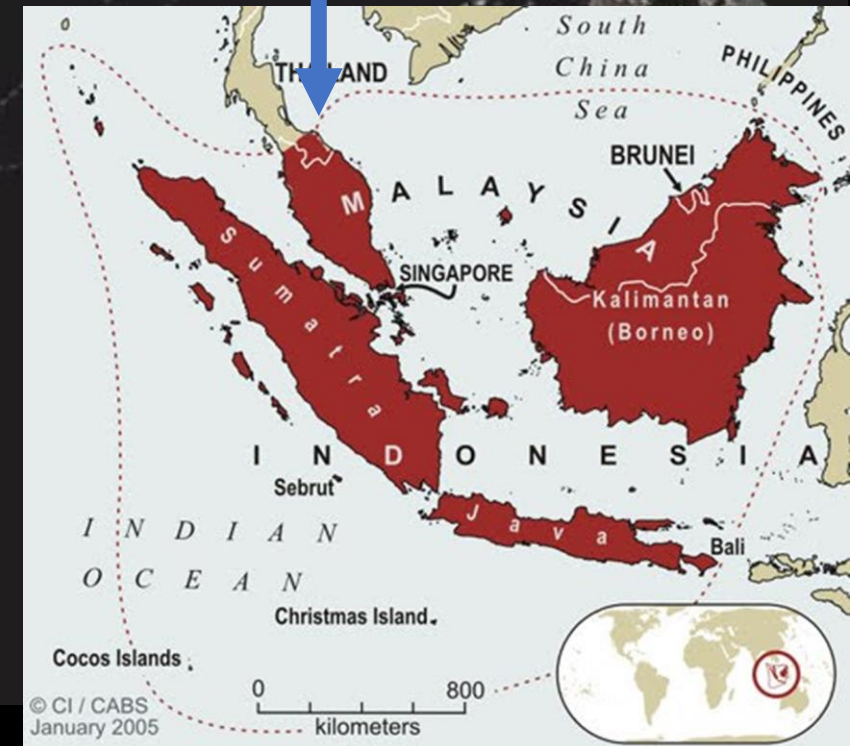 South
China
Sea
THAILAND
PHILIPPINES
BRUNEI
MALAYSIA
SINGAPORE
Sumatra
Kalimantan
(Borneo)
INDONESIA
Sebrut
Java
Bali
INDIAN
OCEAN
Christmas Island
Cocos Islands
0 800
kilometers
© CI / CABS
January 2005